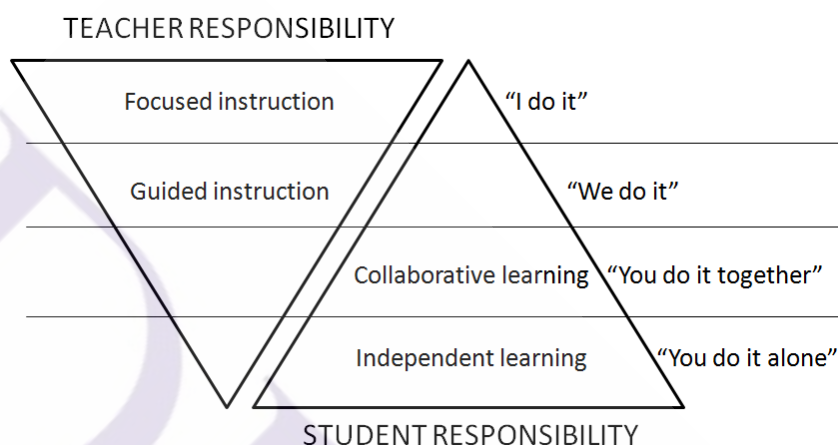 TEACHER RESPONSIBILITY
Focused instruction “I do it”
Guided instruction “We do it”
Collaborative learning “You do it together”
Independent learning “You do it alone”
STUDENT RESPONSIBILITY